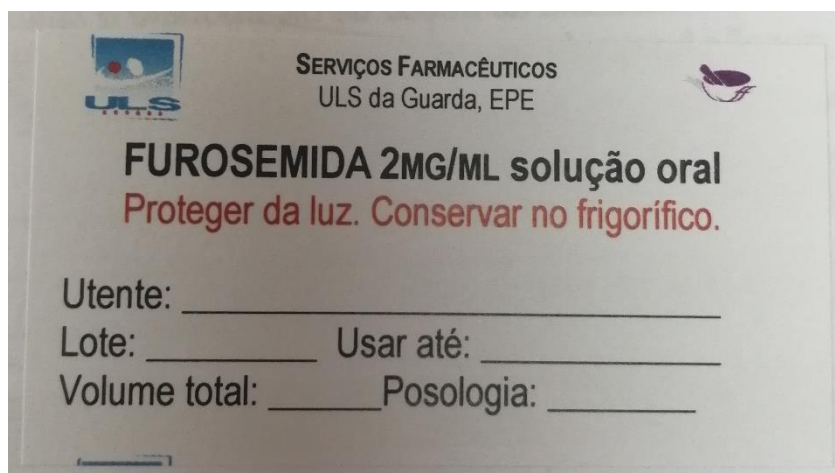 SERVIÇOS FARMACÊUTICOS
ULS da Guarda, EPE
ULS
FUROSEMIDA 2MG/ML solução oral
Proteger da luz. Conservar no frigorífico.
Utente:
Lote: Usar até:
Volume total: Posologia: